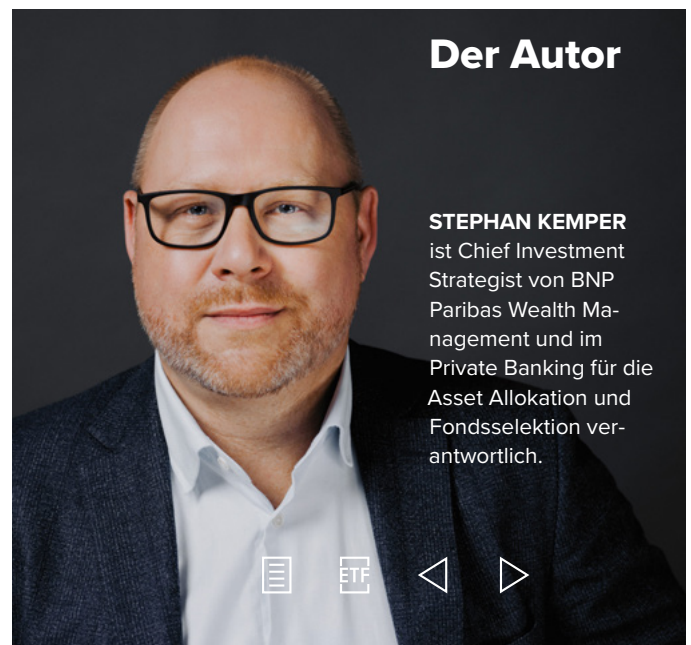 Der Autor
STEPHAN KEMPER
ist Chief Investment
Strategist von BNP
Paribas Wealth Ma-
nagement und im
Private Banking für die
Asset Allokation und
Fondsselektion ver-
antwortlich.
ETF